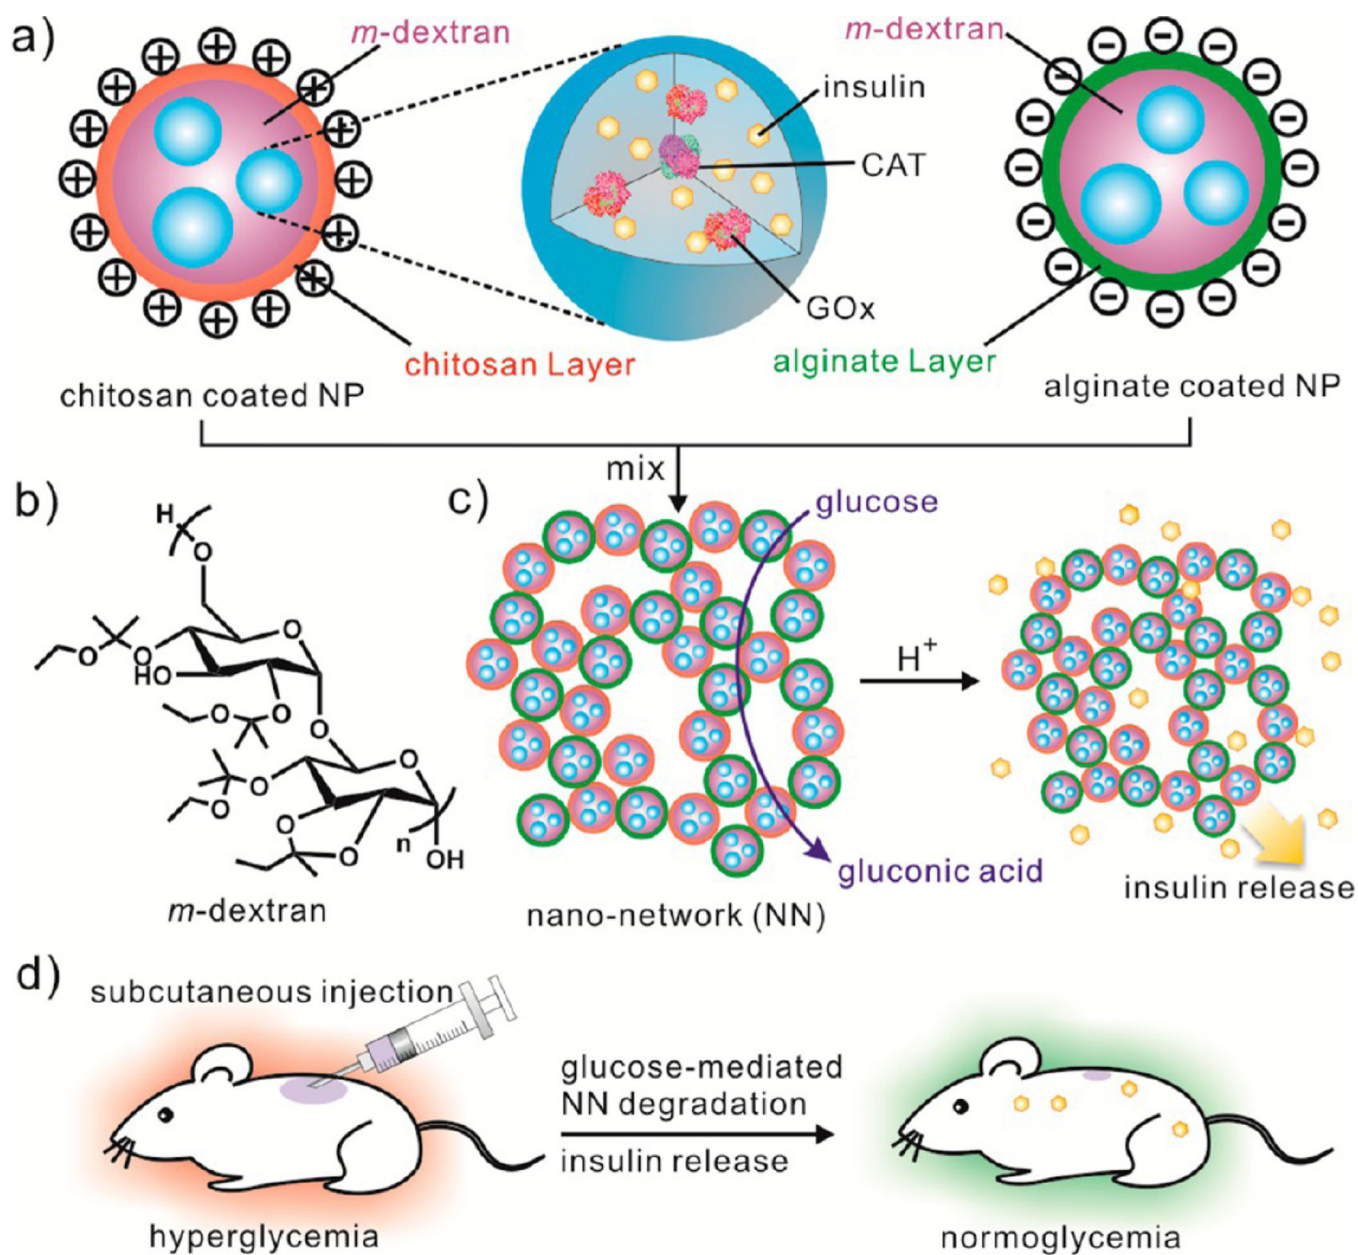 a)
m-dextran
insulin
CAT
GOx
chitosan Layer
chitosan coated NP
m-dextran
alginate Layer
alginate coated NP
mix
b)
H
O
O
O
O
HO
O
O
O
O
O
O
O
O
O
n
OH
m-dextran
c)
glucose
gluconic acid
nano-network (NN)
H+
insulin release
d)
subcutaneous injection
hyperglycemia
glucose-mediated
NN degradation
insulin release
normoglycemia